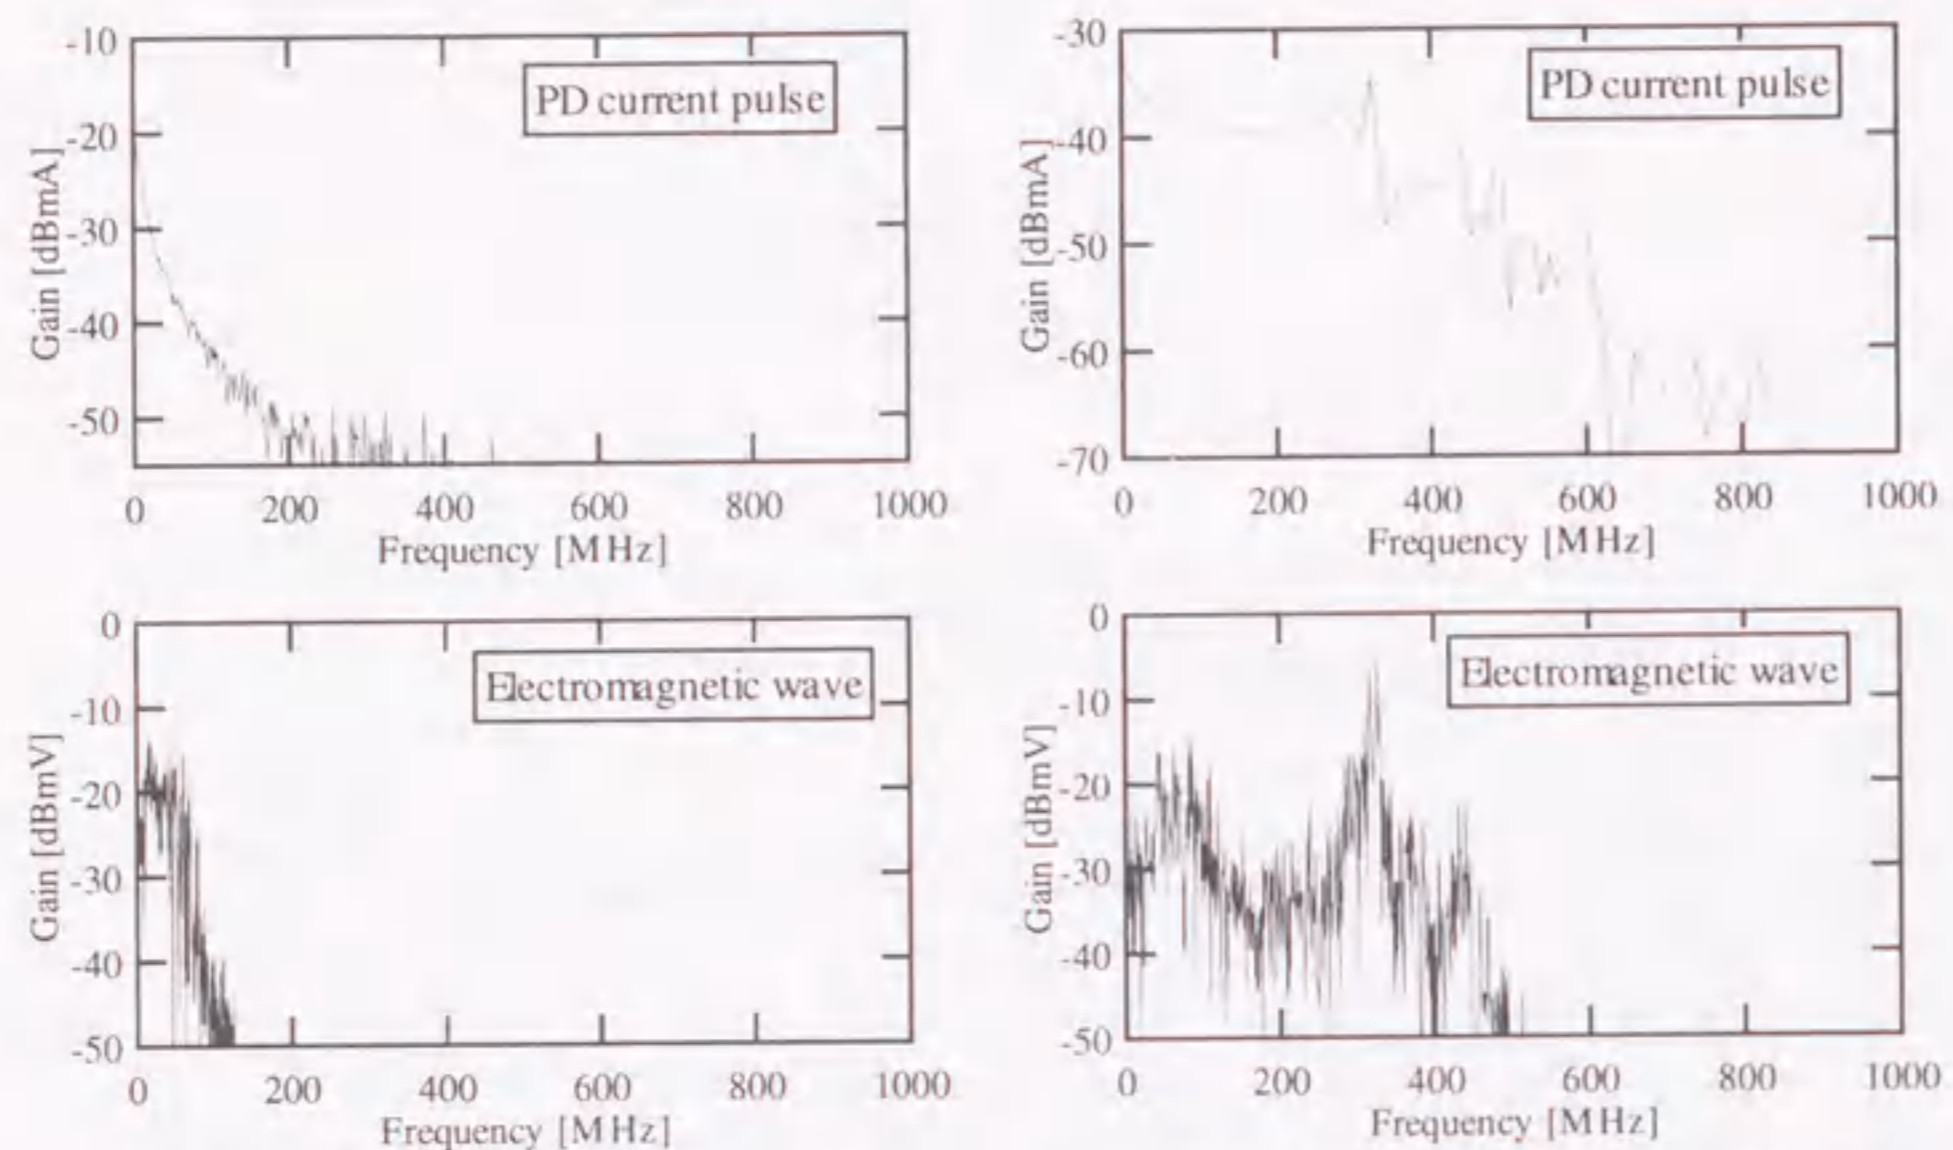 -10
-20
-30
-40
-50
Gain [dBmA]
PD current pulse
0 200 400 600 800 1000
Frequency [MHz]
-30
-40
-50
-60
-70
Gain [dBmA]
PD current pulse
0 200 400 600 800 1000
Frequency [MHz]
0
-10
-20
-30
-40
-50
Gain [dBmV]
Electromagnetic wave
0 200 400 600 800 1000
Frequency [MHz]
0
-10
-20
-30
-40
-50
Gain [dBmV]
Electromagnetic wave
0 200 400 600 800 1000
Frequency [MHz]